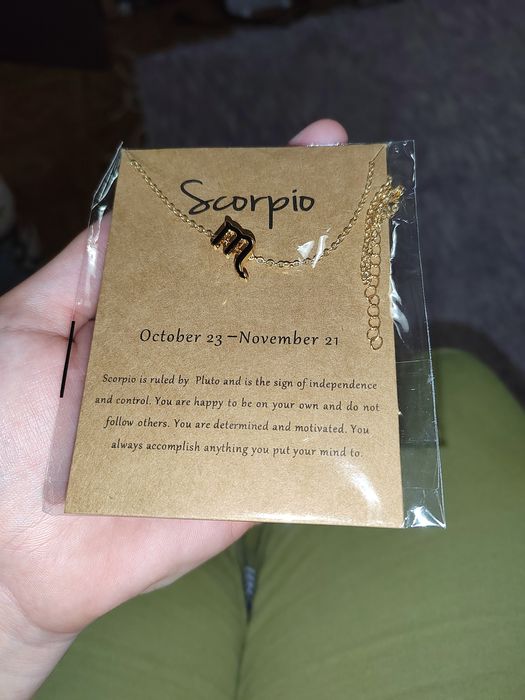 Scorpio
October 23 –November 21
Scorpio is ruled by Pluto and is the sign of independence
and control. You are happy to be on your own and do not
follow others. You are determined and motivated. You
always accomplish anything you put your mind to.